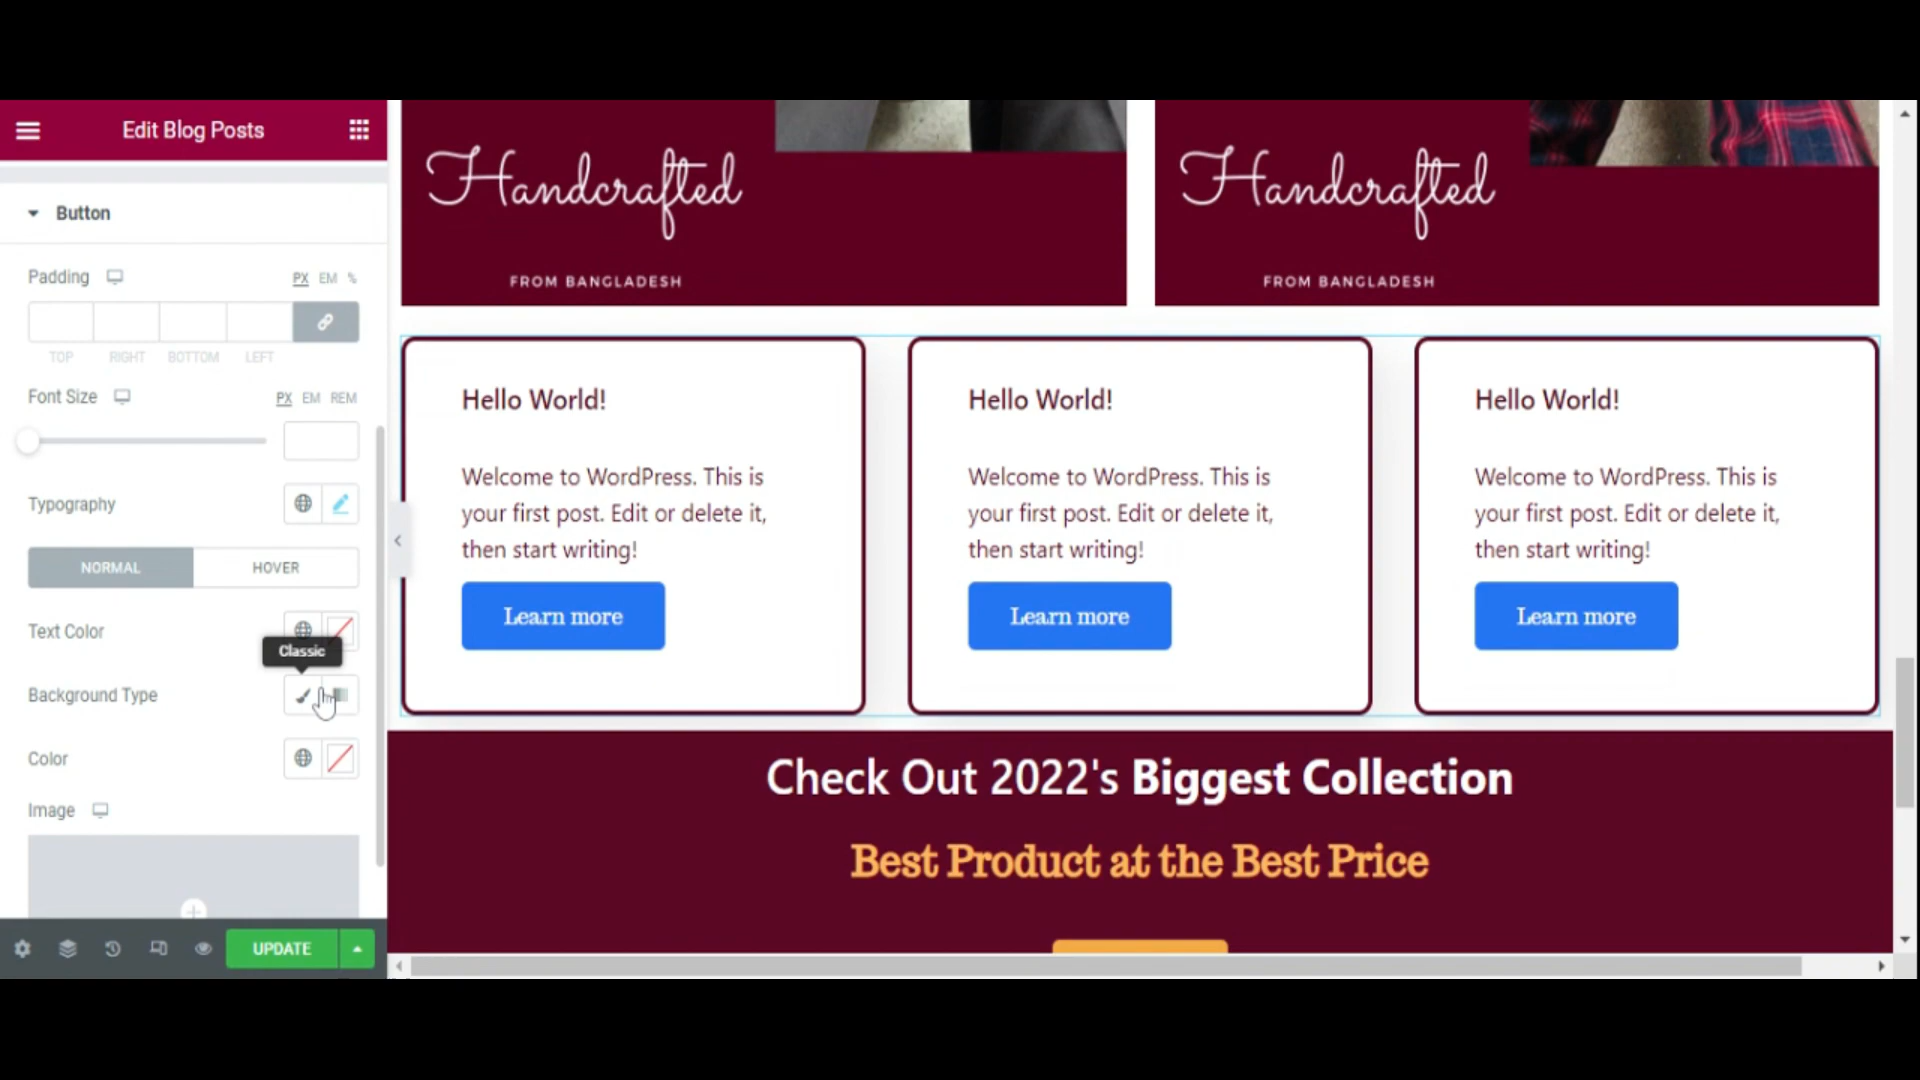 Edit Blog Posts
Button
Padding
PX EM %
TOP RIGHT BOTTOM LEFT
Font Size
PX EM REM
Typography
NORMAL HOVER
Text Color
Classic
Background Type
Color
Image
UPDATE
Handcrafted
FROM BANGLADESH
Handcrafted
FROM BANGLADESH
Hello World!
Welcome to WordPress. This is
your first post. Edit or delete it,
then start writing!
Learn more
Hello World!
Welcome to WordPress. This is
your first post. Edit or delete it,
then start writing!
Learn more
Hello World!
Welcome to WordPress. This is
your first post. Edit or delete it,
then start writing!
Learn more
Check Out 2022's Biggest Collection
Best Product at the Best Price